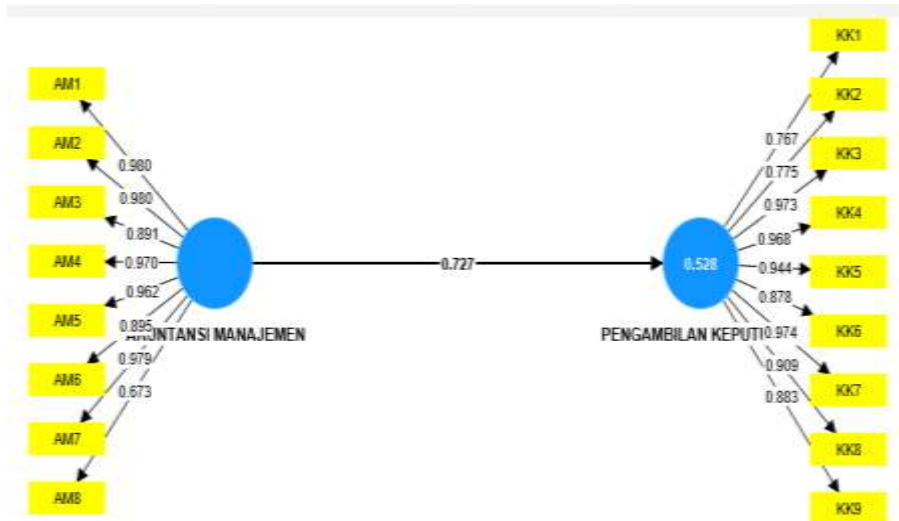 AM1
AM2
AM3
AM4
AM5
AM6
AM7
AM8
0.980
0.980
0.891
0.970
0.962
0.895
0.979
0.673
AKUNTANSI MANAJEMEN
0.727
0.528
PENGAMBILAN KEPUTU
0.767
0.775
0.973
0.968
0.944
0.878
0.974
0.909
0.883
KK1
KK2
KK3
KK4
KK5
KK6
KK7
KK8
KK9